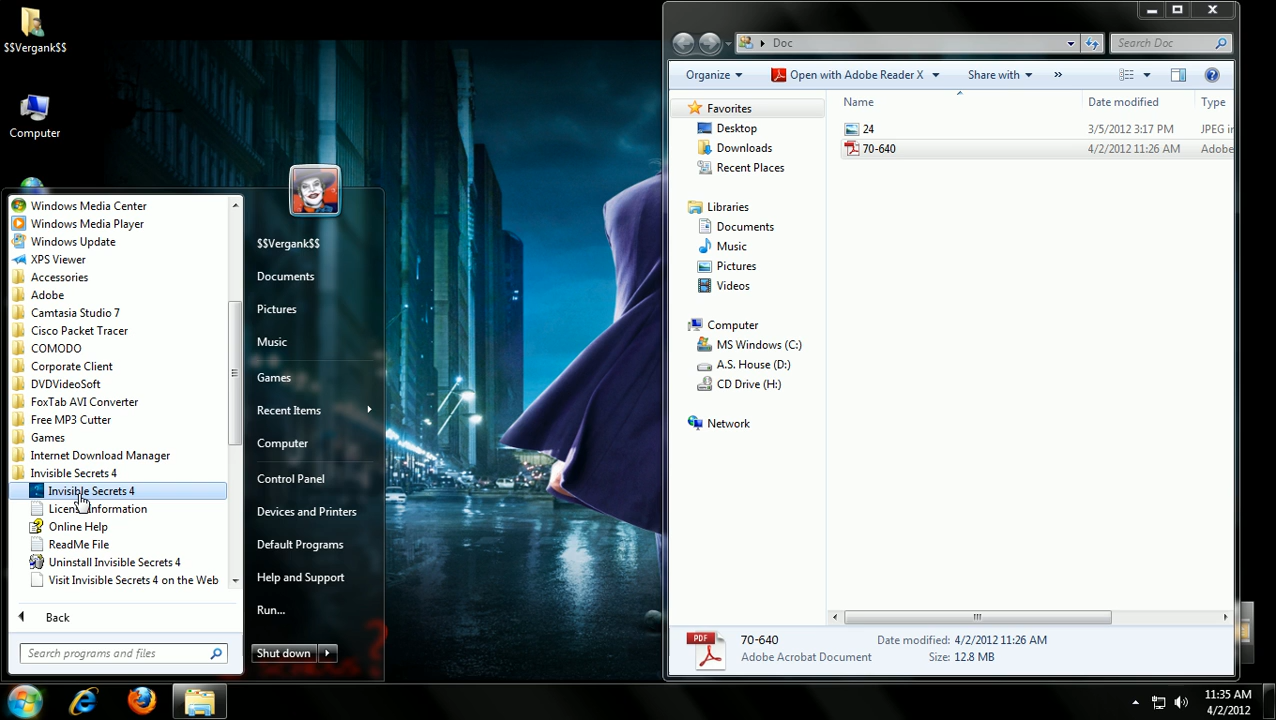 $$Vergank$$
Computer
Windows Media Center
Windows Media Player
Windows Update
XPS Viewer
Accessories
Adobe
Camtasia Studio 7
Cisco Packet Tracer
COMODO
Corporate Client
DVDVideoSoft
FoxTab AVI Converter
Free MP3 Cutter
Games
Internet Download Manager
Invisible Secrets 4
Invisible Secrets 4
License Information
Online Help
ReadMe File
Uninstall Invisible Secrets 4
Visit Invisible Secrets 4 on the Web
Back
Search programs and files
$$Vergank$$
Documents
Pictures
Music
Games
Recent Items
Computer
Control Panel
Devices and Printers
Default Programs
Help and Support
Run...
Shut down
Doc
Search Doc
Organize Open with Adobe Reader X Share with »
Name Date modified Type
24 3/5/2012 3:17 PM JPEG i
70-640 4/2/2012 11:26 AM Adobe
Favorites
Desktop
Downloads
Recent Places
Libraries
Documents
Music
Pictures
Videos
Computer
MS Windows (C:)
A.S. House (D:)
CD Drive (H:)
Network
PDF
70-640 Date modified: 4/2/2012 11:26 AM
Adobe Acrobat Document Size: 12.8 MB
11:35 AM
4/2/2012